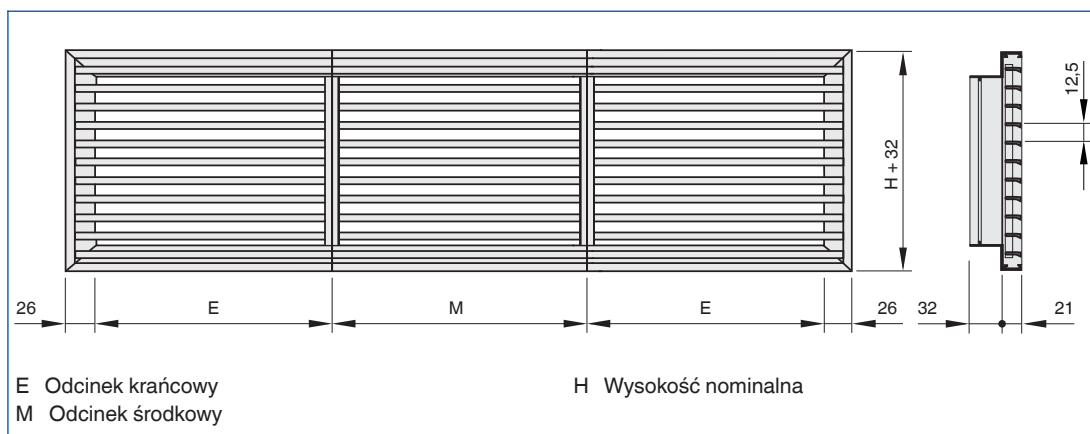 12,5
H + 32
26 E M E 26 32 21
E Odcinek krańcowy
H Wysokość nominalna
M Odcinek środkowy